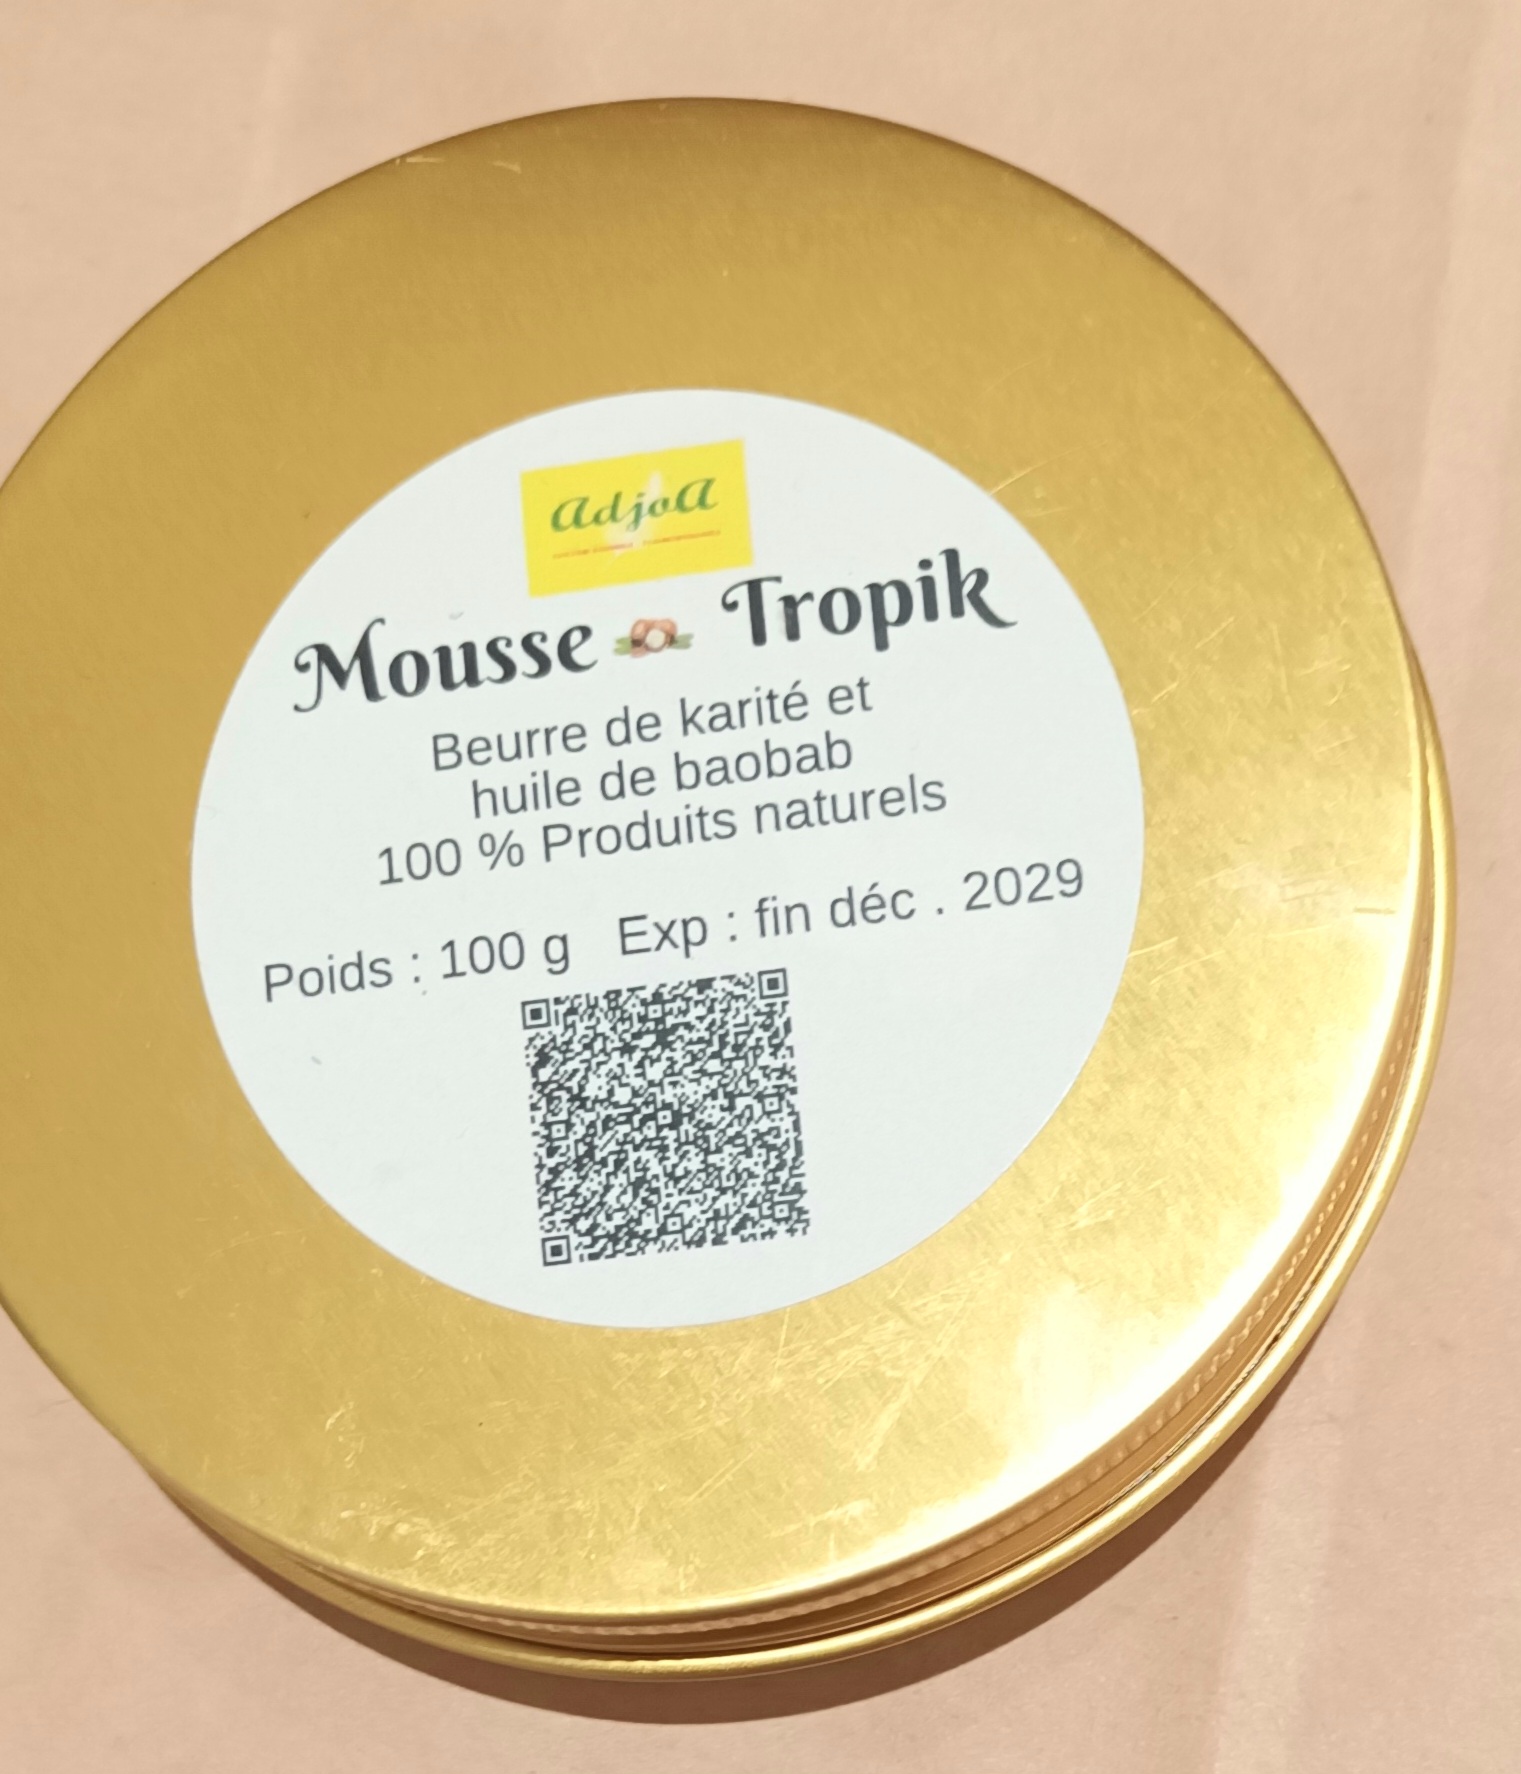 AdjoA
Mousse Tropik
Beurre de karité et
huile de baobab
100 % Produits naturels
Poids : 100 g Exp : fin déc . 2029